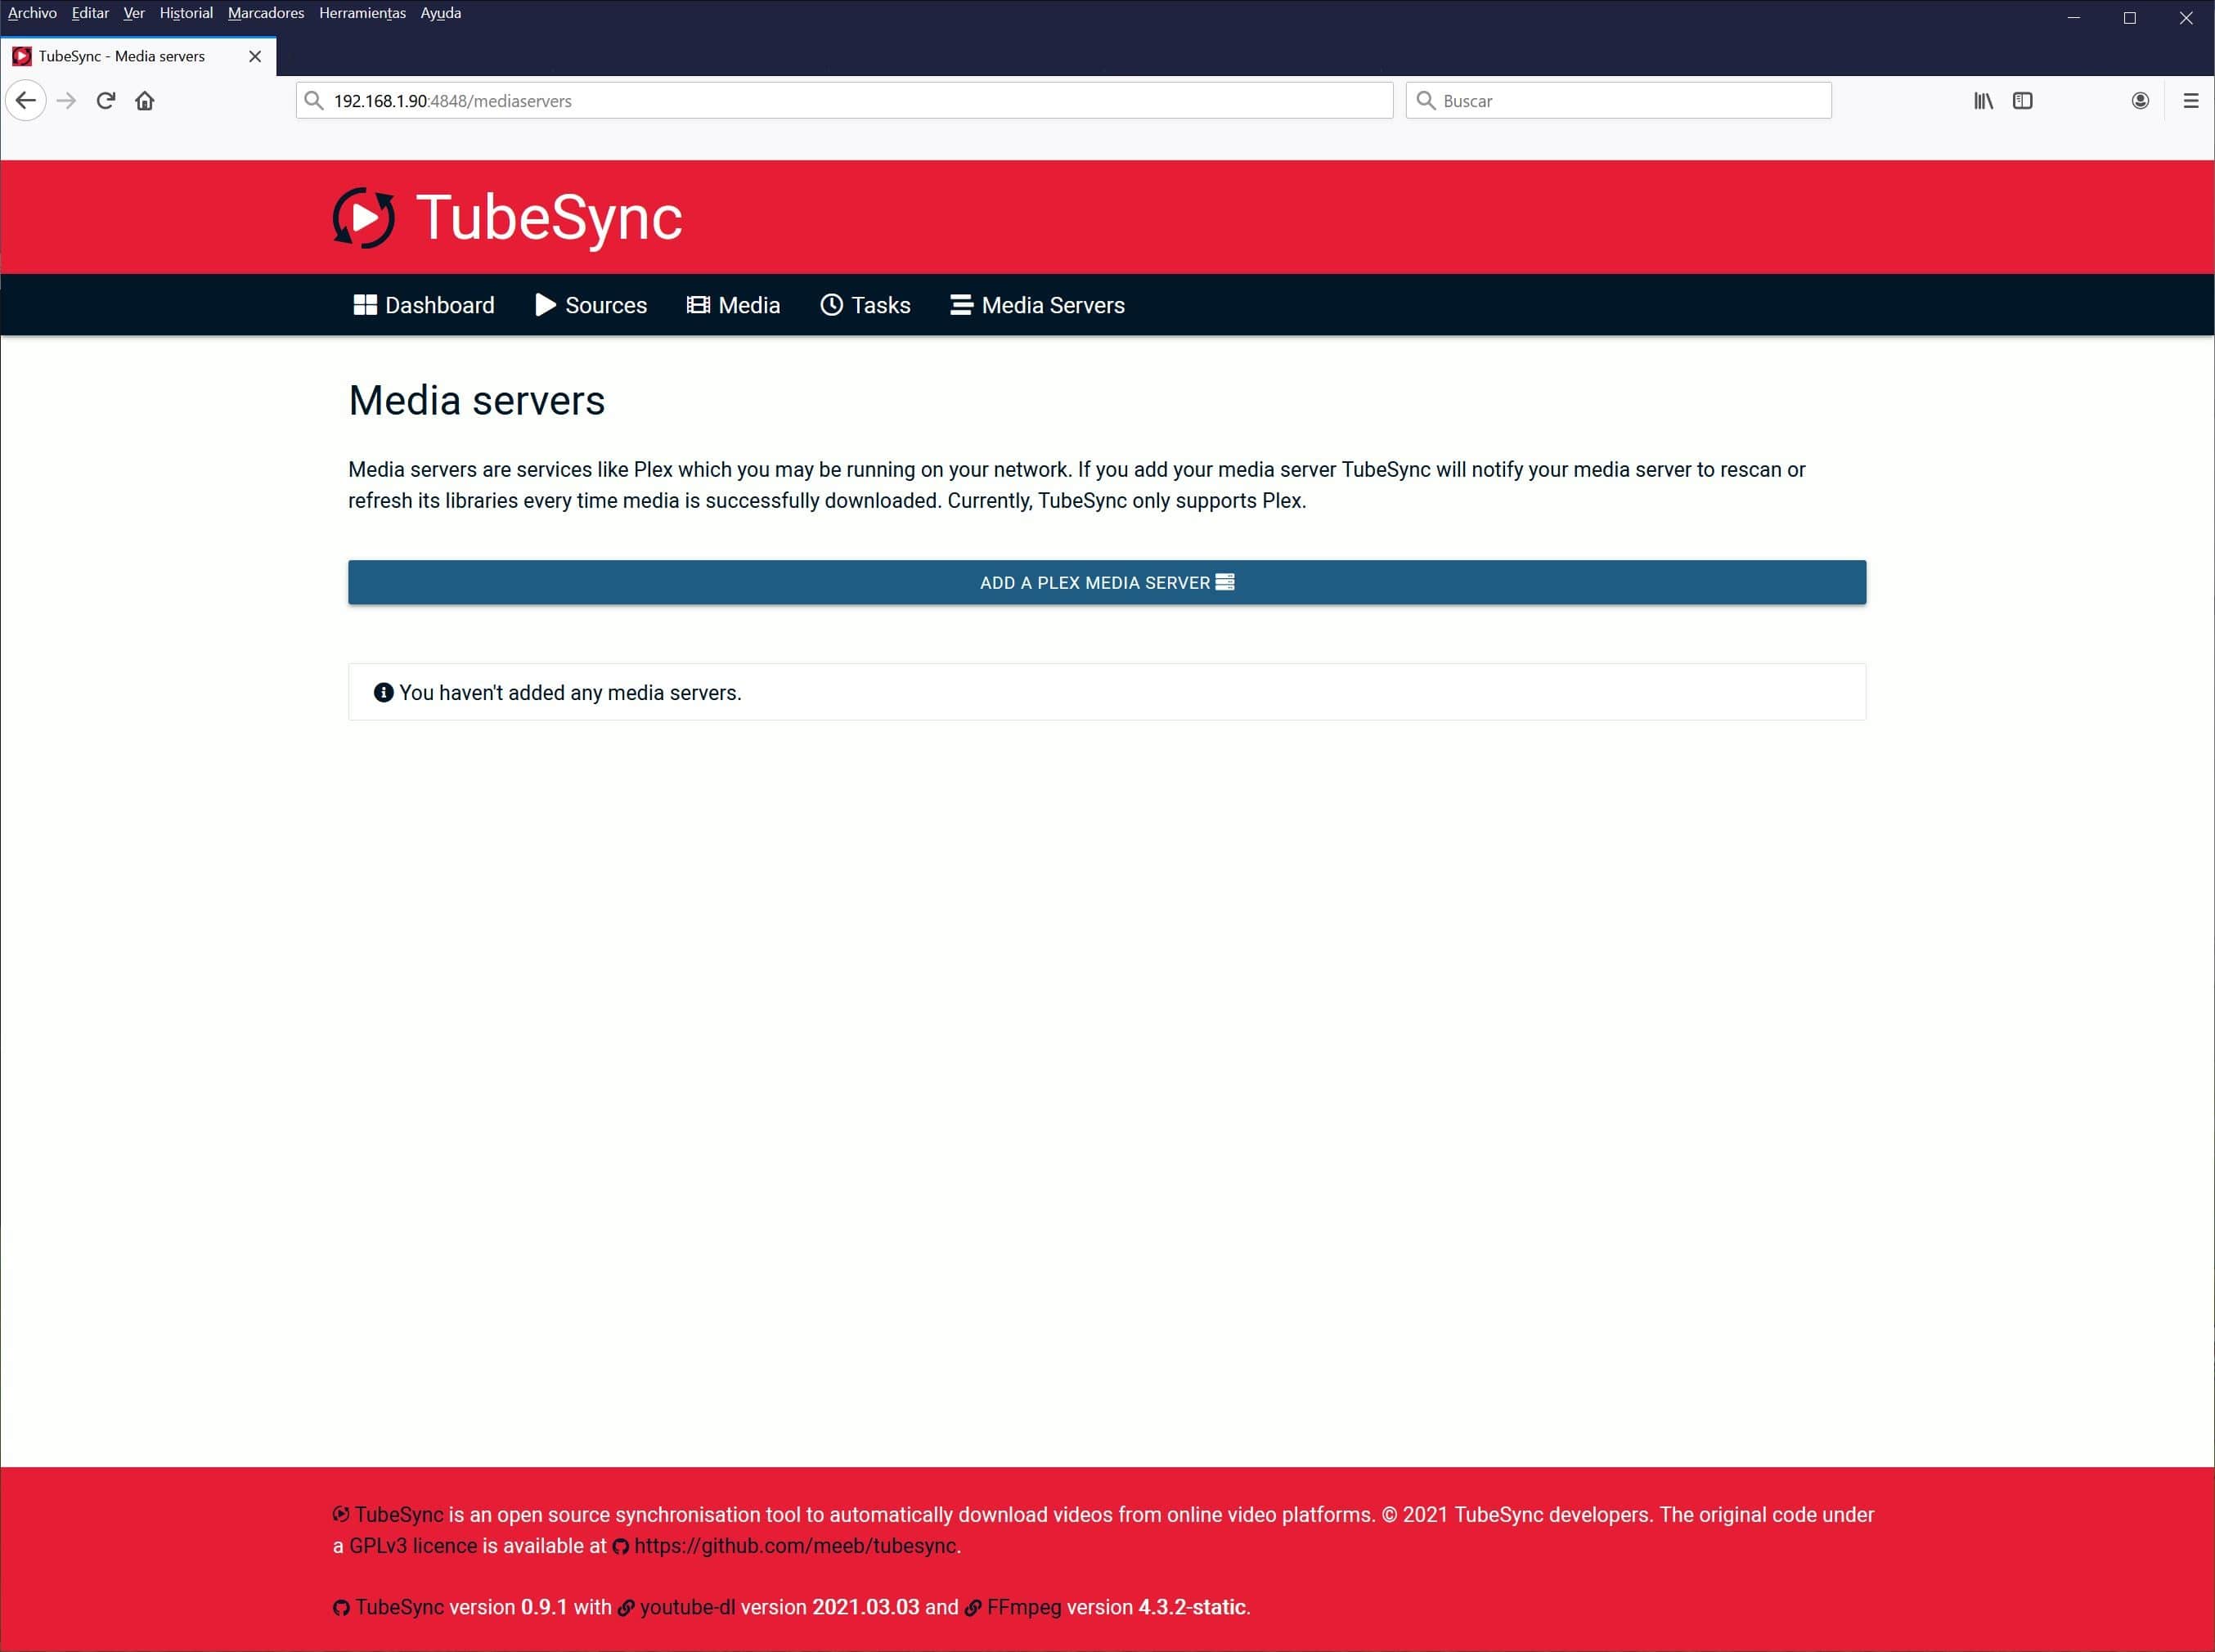 Archivo Editar Ver Historial Marcadores Herramientas Ayuda
TubeSync - Media servers
192.168.1.90:4848/mediaservers
Buscar
TubeSync
Dashboard Sources Media Tasks Media Servers
Media servers
Media servers are services like Plex which you may be running on your network. If you add your media server TubeSync will notify your media server to rescan or
refresh its libraries every time media is successfully downloaded. Currently, TubeSync only supports Plex.
ADD A PLEX MEDIA SERVER
You haven't added any media servers.
TubeSync is an open source synchronisation tool to automatically download videos from online video platforms. © 2021 TubeSync developers. The original code under
a GPLv3 licence is available at https://github.com/meeb/tubesync.
TubeSync version 0.9.1 with youtube-dl version 2021.03.03 and FFmpeg version 4.3.2-static.